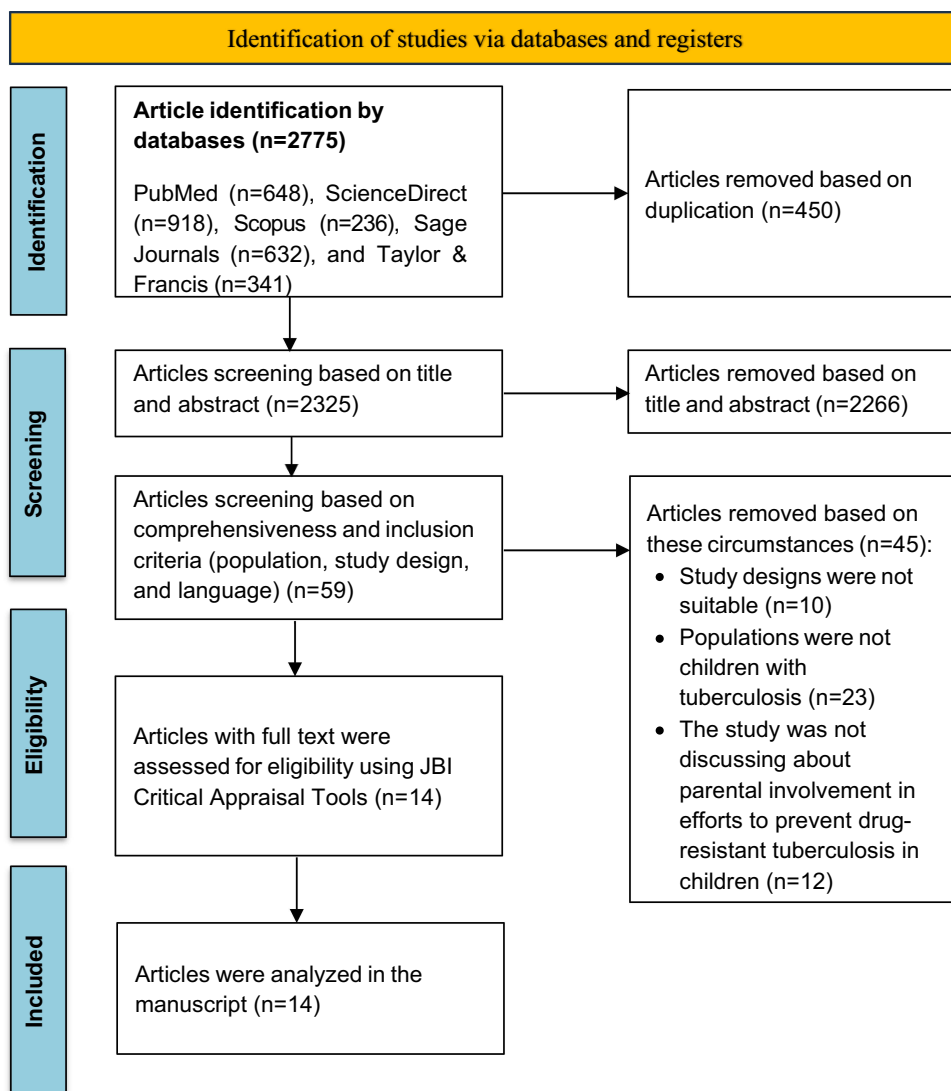 Identification of studies via databases and registers
Identification
Article identification by
databases (n=2775)
PubMed (n=648), ScienceDirect
(n=918), Scopus (n=236), Sage
Journals (n=632), and Taylor &
Francis (n=341)
Articles removed based on
duplication (n=450)
Screening
Articles screening based on title
and abstract (n=2325)
Articles removed based on
title and abstract (n=2266)
Articles screening based on
comprehensiveness and inclusion
criteria (population, study design,
and language) (n=59)
Articles removed based on
these circumstances (n=45):
• Study designs were not
suitable (n=10)
• Populations were not
children with
tuberculosis (n=23)
• The study was not
discussing about
parental involvement in
efforts to prevent drug-
resistant tuberculosis in
children (n=12)
Eligibility
Articles with full text were
assessed for eligibility using JBI
Critical Appraisal Tools (n=14)
Included
Articles were analyzed in the
manuscript (n=14)